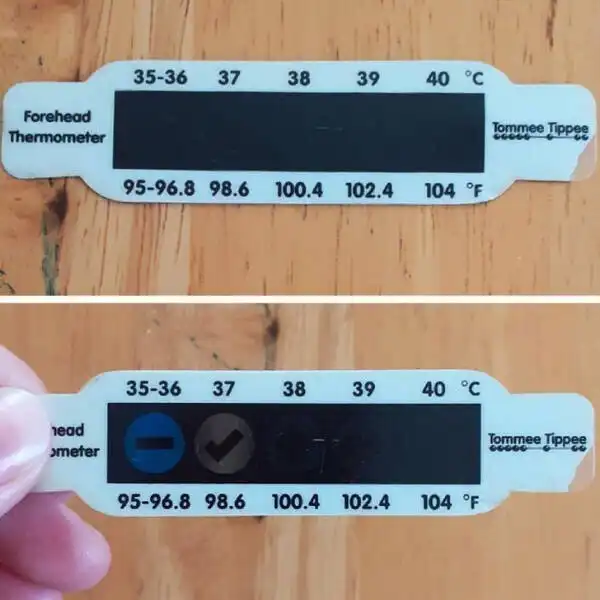 35-36 37 38 39 40 °C
Forehead
Thermometer
Tommee Tippee
95-96.8 98.6 100.4 102.4 104 °F
35-36 37 38 39 40 °C
head
ometer
Tommee Tippee
95-96.8 98.6 100.4 102.4 104 °F